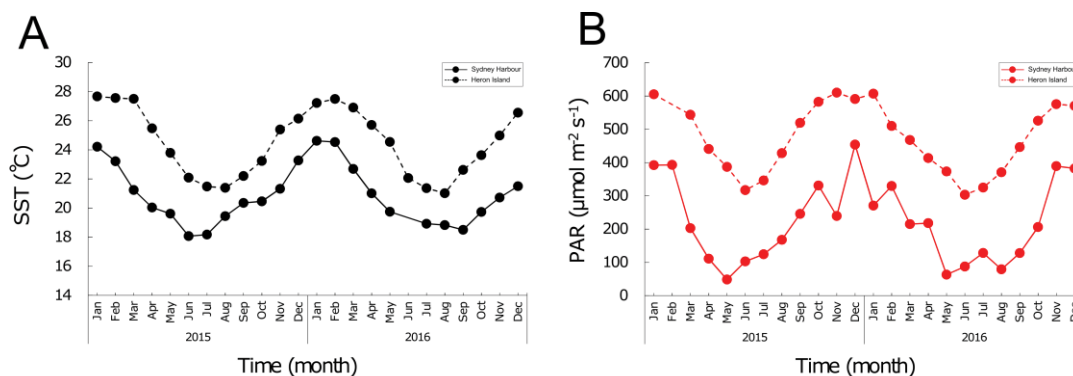 A
30
28
26
24
22
20
18
16
14
SST (°C)
Sydney Harbour
Heron Island
Jan Feb Mar Apr May Jun Jul Aug Sep Oct Nov Dec Jan Feb Mar Apr May Jun Jul Aug Sep Oct Nov Dec
2015 2016
Time (month)
B
700
600
500
400
300
200
100
0
PAR (µmol m⁻² s⁻¹)
Sydney Harbour
Heron Island
Jan Feb Mar Apr May Jun Jul Aug Sep Oct Nov Dec Jan Feb Mar Apr May Jun Jul Aug Sep Oct Nov
2015 2016
Time (month)